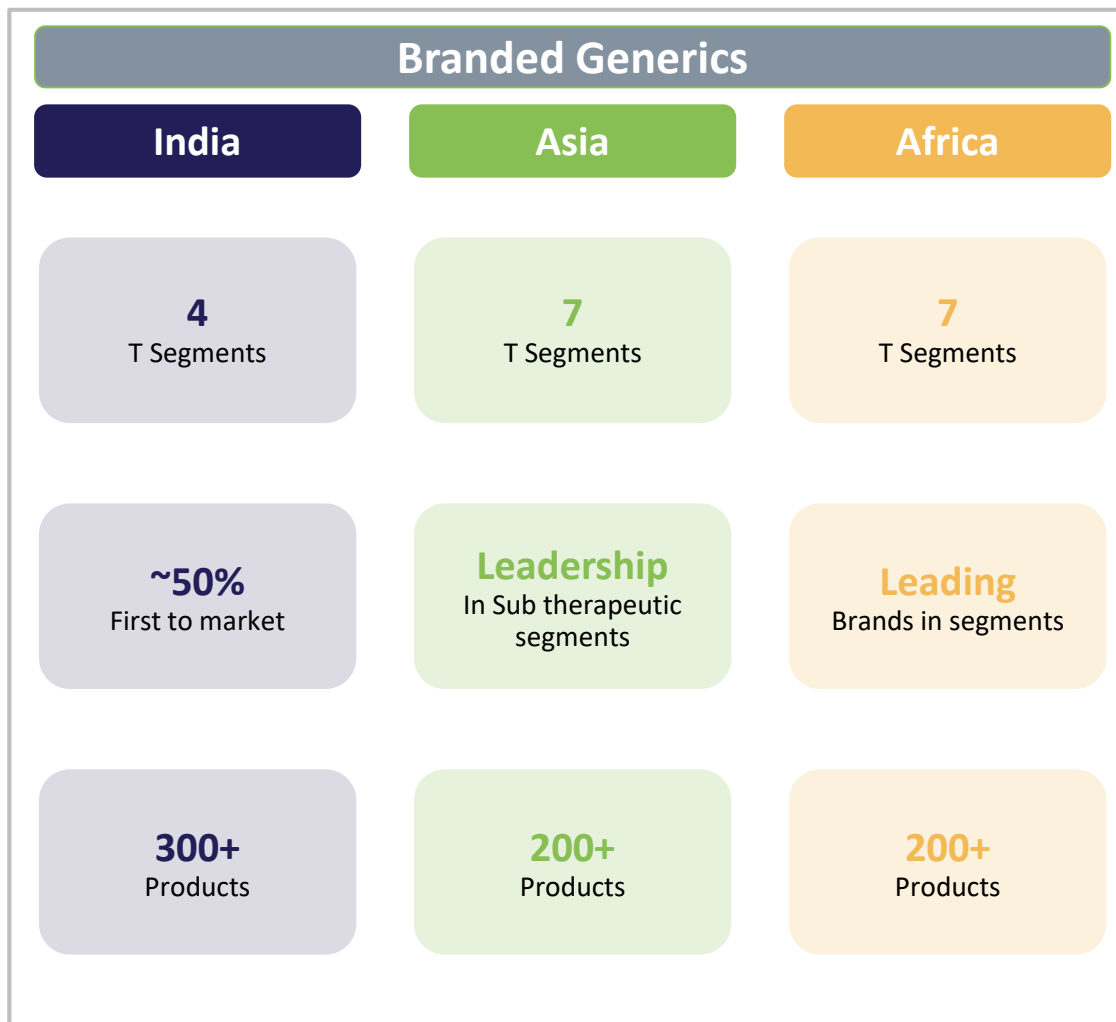 Branded Generics
India
Asia
Africa
4
T Segments
7
T Segments
7
T Segments
~50%
First to market
Leadership
In Sub therapeutic
segments
Leading
Brands in segments
300+
Products
200+
Products
200+
Products